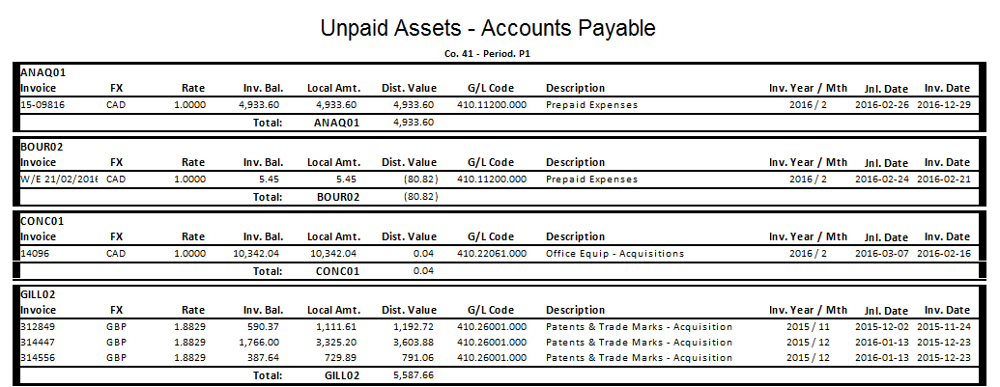 Unpaid Assets - Accounts Payable
Co. 41 - Period. P1
ANAQ01
Invoice FX Rate Inv. Bal. Local Amt. Dist. Value G/L Code Description Inv. Year / Mth Jnl. Date Inv. Date
15-09816 CAD 1.0000 4,933.60 4,933.60 4,933.60 410.11200.000 Prepaid Expenses 2016 / 2 2016-02-26 2016-12-29
Total: ANAQ01 4,933.60
BOUR02
Invoice FX Rate Inv. Bal. Local Amt. Dist. Value G/L Code Description Inv. Year / Mth Jnl. Date Inv. Date
W/E 21/02/2016 CAD 1.0000 5.45 5.45 (80.82) 410.11200.000 Prepaid Expenses 2016 / 2 2016-02-24 2016-02-21
Total: BOUR02 (80.82)
CONC01
Invoice FX Rate Inv. Bal. Local Amt. Dist. Value G/L Code Description Inv. Year / Mth Jnl. Date Inv. Date
14096 CAD 1.0000 10,342.04 10,342.04 0.04 410.22061.000 Office Equip - Acquisitions 2016 / 2 2016-03-07 2016-02-16
Total: CONC01 0.04
GILL02
Invoice FX Rate Inv. Bal. Local Amt. Dist. Value G/L Code Description Inv. Year / Mth Jnl. Date Inv. Date
312849 GBP 1.8829 590.37 1,111.61 1,192.72 410.26001.000 Patents & Trade Marks - Acquisition 2015 / 11 2015-12-02 2015-11-24
314447 GBP 1.8829 1,766.00 3,325.20 3,603.88 410.26001.000 Patents & Trade Marks - Acquisition 2015 / 12 2016-01-13 2015-12-23
314556 GBP 1.8829 387.64 729.89 791.06 410.26001.000 Patents & Trade Marks - Acquisition 2015 / 12 2016-01-13 2015-12-23
Total: GILL02 5,587.66